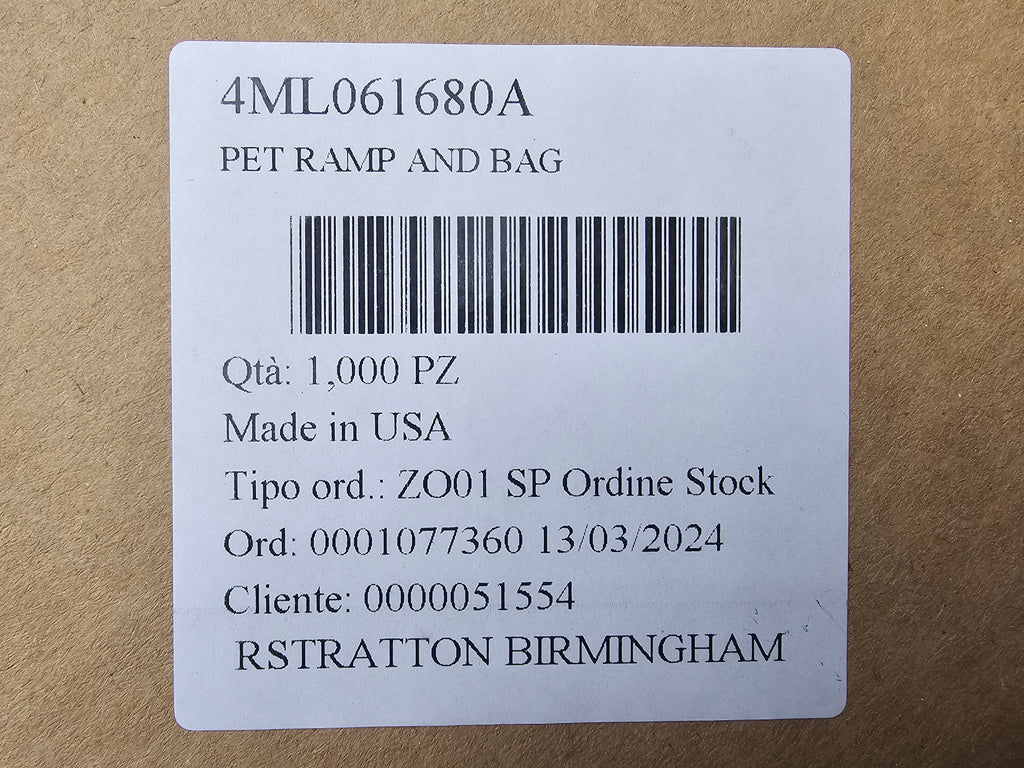 4ML061680A
PET RAMP AND BAG
Qtà: 1,000 PZ
Made in USA
Tipo ord.: ZO01 SP Ordine Stock
Ord: 0001077360 13/03/2024
Cliente: 0000051554
RSTRATTON BIRMINGHAM